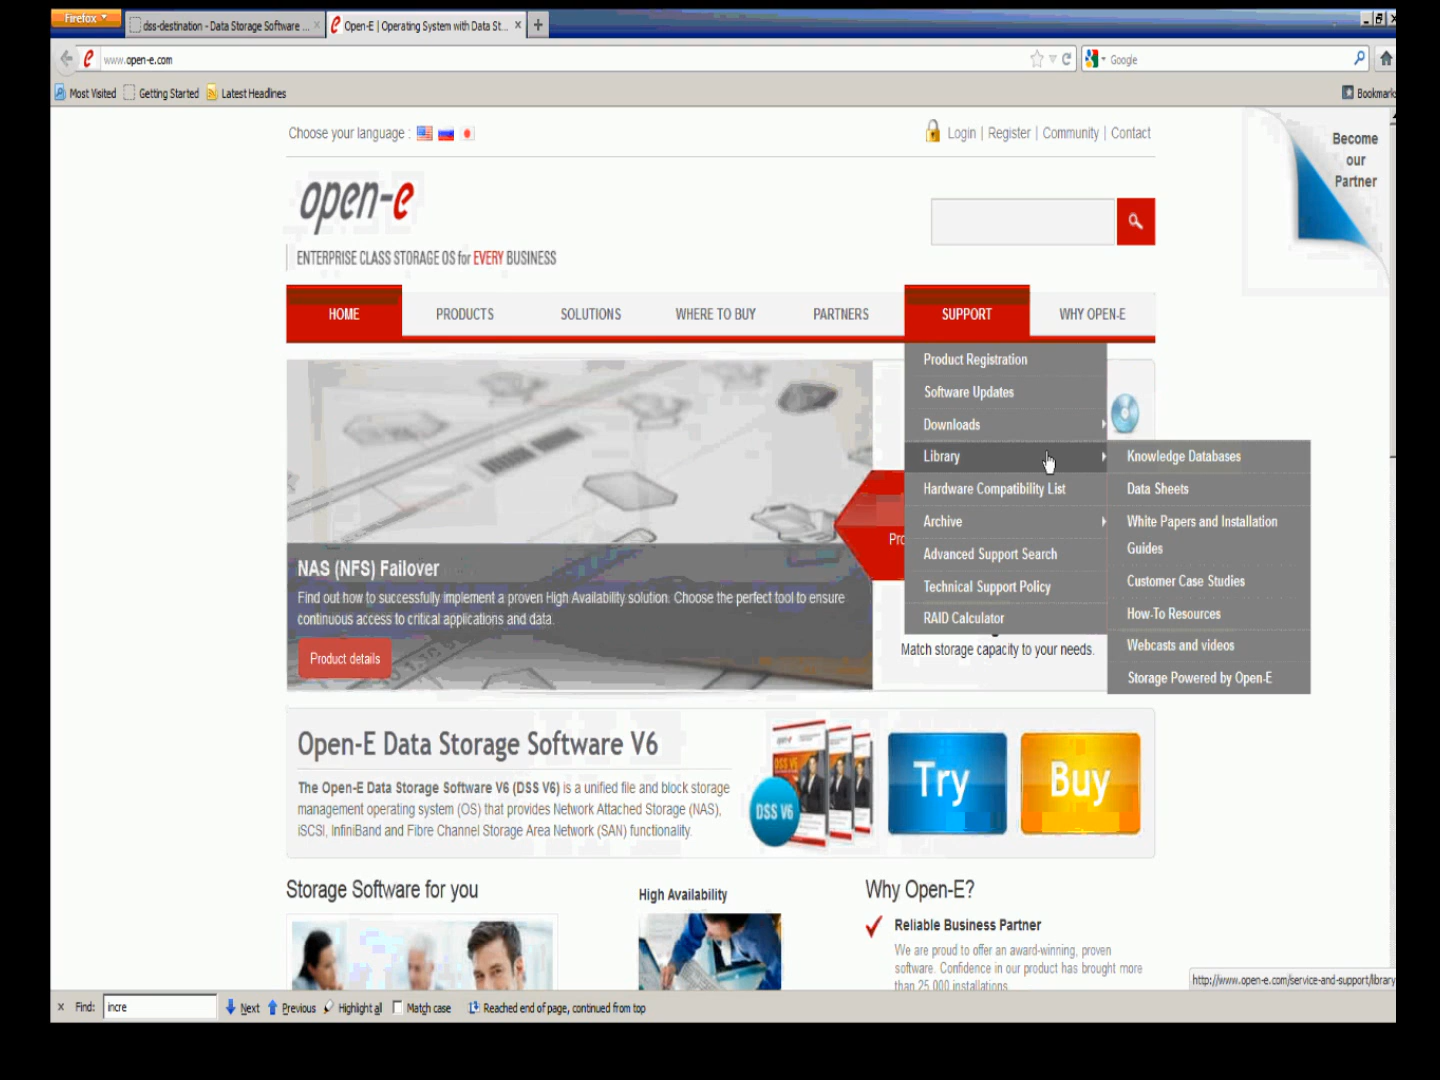 Firefox
dss-destination - Data Storage Software ...
Open-E | Operating System with Data St...
www.open-e.com
Google
Most Visited
Getting Started
Latest Headlines
Bookmarks
Choose your language :
Login | Register | Community | Contact
Become
our
Partner
open-e
ENTERPRISE CLASS STORAGE OS for EVERY BUSINESS
HOME
PRODUCTS
SOLUTIONS
WHERE TO BUY
PARTNERS
SUPPORT
WHY OPEN-E
Product Registration
Software Updates
Downloads
Library
Hardware Compatibility List
Archive
Advanced Support Search
Technical Support Policy
RAID Calculator
Knowledge Databases
Data Sheets
White Papers and Installation
Guides
Customer Case Studies
How-To Resources
Webcasts and videos
Storage Powered by Open-E
Pro
NAS (NFS) Failover
Find out how to successfully implement a proven High Availability solution. Choose the perfect tool to ensure
continuous access to critical applications and data.
Product details
Match storage capacity to your needs.
Open-E Data Storage Software V6
The Open-E Data Storage Software V6 (DSS V6) is a unified file and block storage
management operating system (OS) that provides Network Attached Storage (NAS),
iSCSI, InfiniBand and Fibre Channel Storage Area Network (SAN) functionality.
DSS V6
DSS V6
Try
Buy
Storage Software for you
High Availability
Why Open-E?
Reliable Business Partner
We are proud to offer an award-winning, proven
software. Confidence in our product has brought more
than 25 000 installations
http://www.open-e.com/service-and-support/library
x Find: incre
Next
Previous
Highlight all
Match case
Reached end of page, continued from top